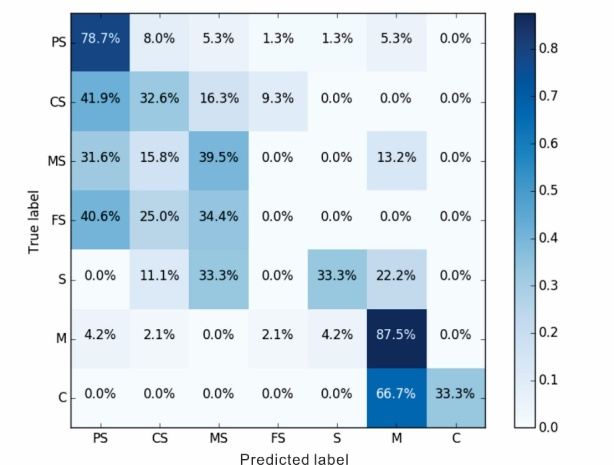 PS 78.7% 8.0% 5.3% 1.3% 1.3% 5.3% 0.0%
CS 41.9% 32.6% 16.3% 9.3% 0.0% 0.0% 0.0%
MS 31.6% 15.8% 39.5% 0.0% 0.0% 13.2% 0.0%
FS 40.6% 25.0% 34.4% 0.0% 0.0% 0.0% 0.0%
S 0.0% 11.1% 33.3% 0.0% 33.3% 22.2% 0.0%
M 4.2% 2.1% 0.0% 2.1% 4.2% 87.5% 0.0%
C 0.0% 0.0% 0.0% 0.0% 0.0% 66.7% 33.3%
PS CS MS FS S M C
True label
Predicted label
0.8
0.7
0.6
0.5
0.4
0.3
0.2
0.1
0.0